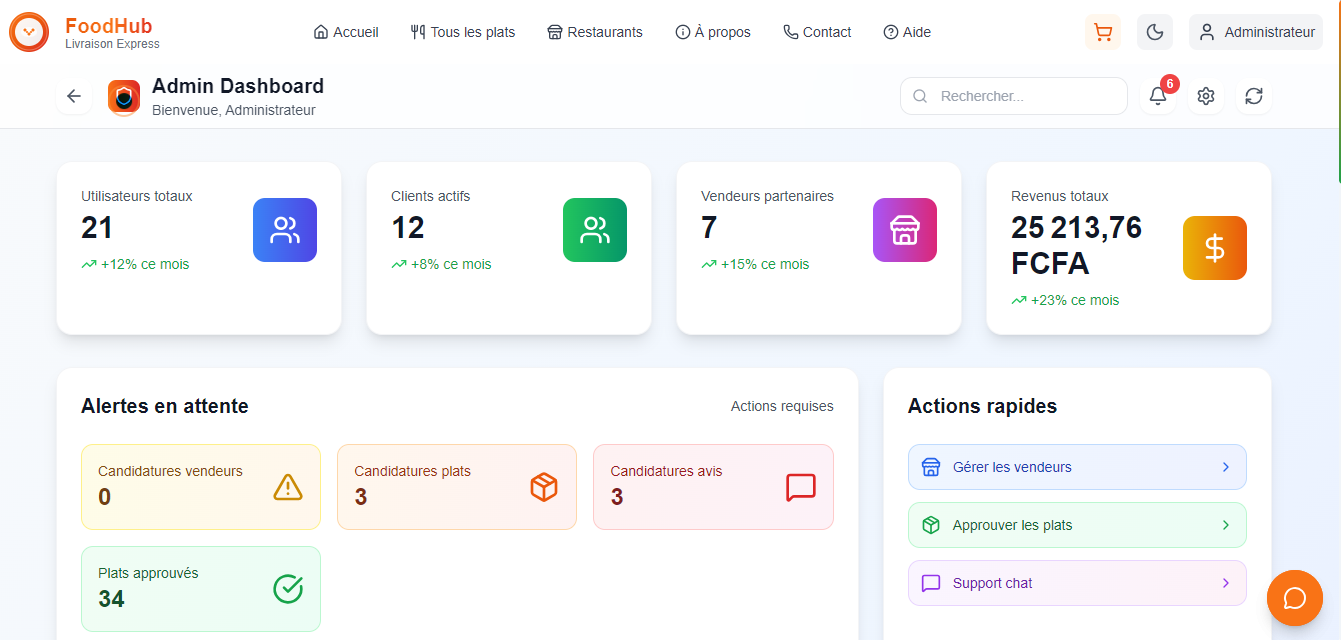 FoodHub
Livraison Express
Accueil
Tous les plats
Restaurants
À propos
Contact
Aide
Administrateur
Admin Dashboard
Bienvenue, Administrateur
Rechercher...
6
Utilisateurs totaux
21
+12% ce mois
Clients actifs
12
+8% ce mois
Vendeurs partenaires
7
+15% ce mois
Revenus totaux
25 213,76
FCFA
+23% ce mois
Alertes en attente
Actions requises
Candidatures vendeurs
0
Candidatures plats
3
Candidatures avis
3
Plats approuvés
34
Actions rapides
Gérer les vendeurs
Approuver les plats
Support chat